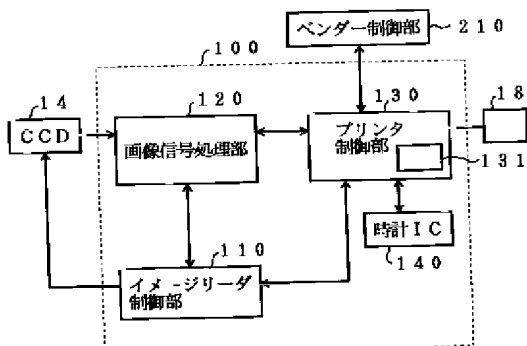 ベンダー制御部
210
100
14
CCD
120
画像信号処理部
130
プリンタ
制御部
131
18
時計IC
140
110
イメージリーダ
制御部